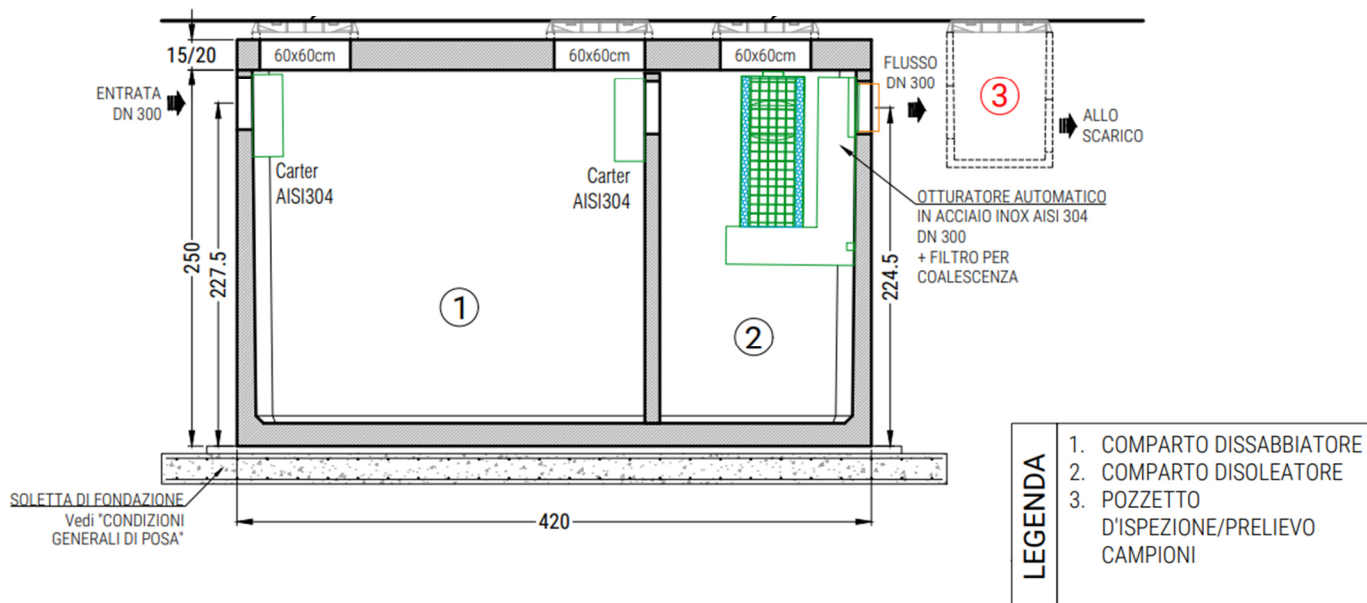 15/20
60x60cm
60x60cm
60x60cm
FLUSSO
DN 300
ENTRATA
DN 300
3
ALLO
SCARICO
Carter
AISI304
Carter
AISI304
OTTURATORE AUTOMATICO
IN ACCIAIO INOX AISI 304
DN 300
+ FILTRO PER
COALESCENZA
250
227.5
224.5
1
2
SOLETTA DI FONDAZIONE
Vedi "CONDIZIONI
GENERALI DI POSA"
420
LEGENDA
1. COMPARTO DISSABBIATORE
2. COMPARTO DISOLEATORE
3. POZZETTO
D'ISPEZIONE/PRELIEVO
CAMPIONI